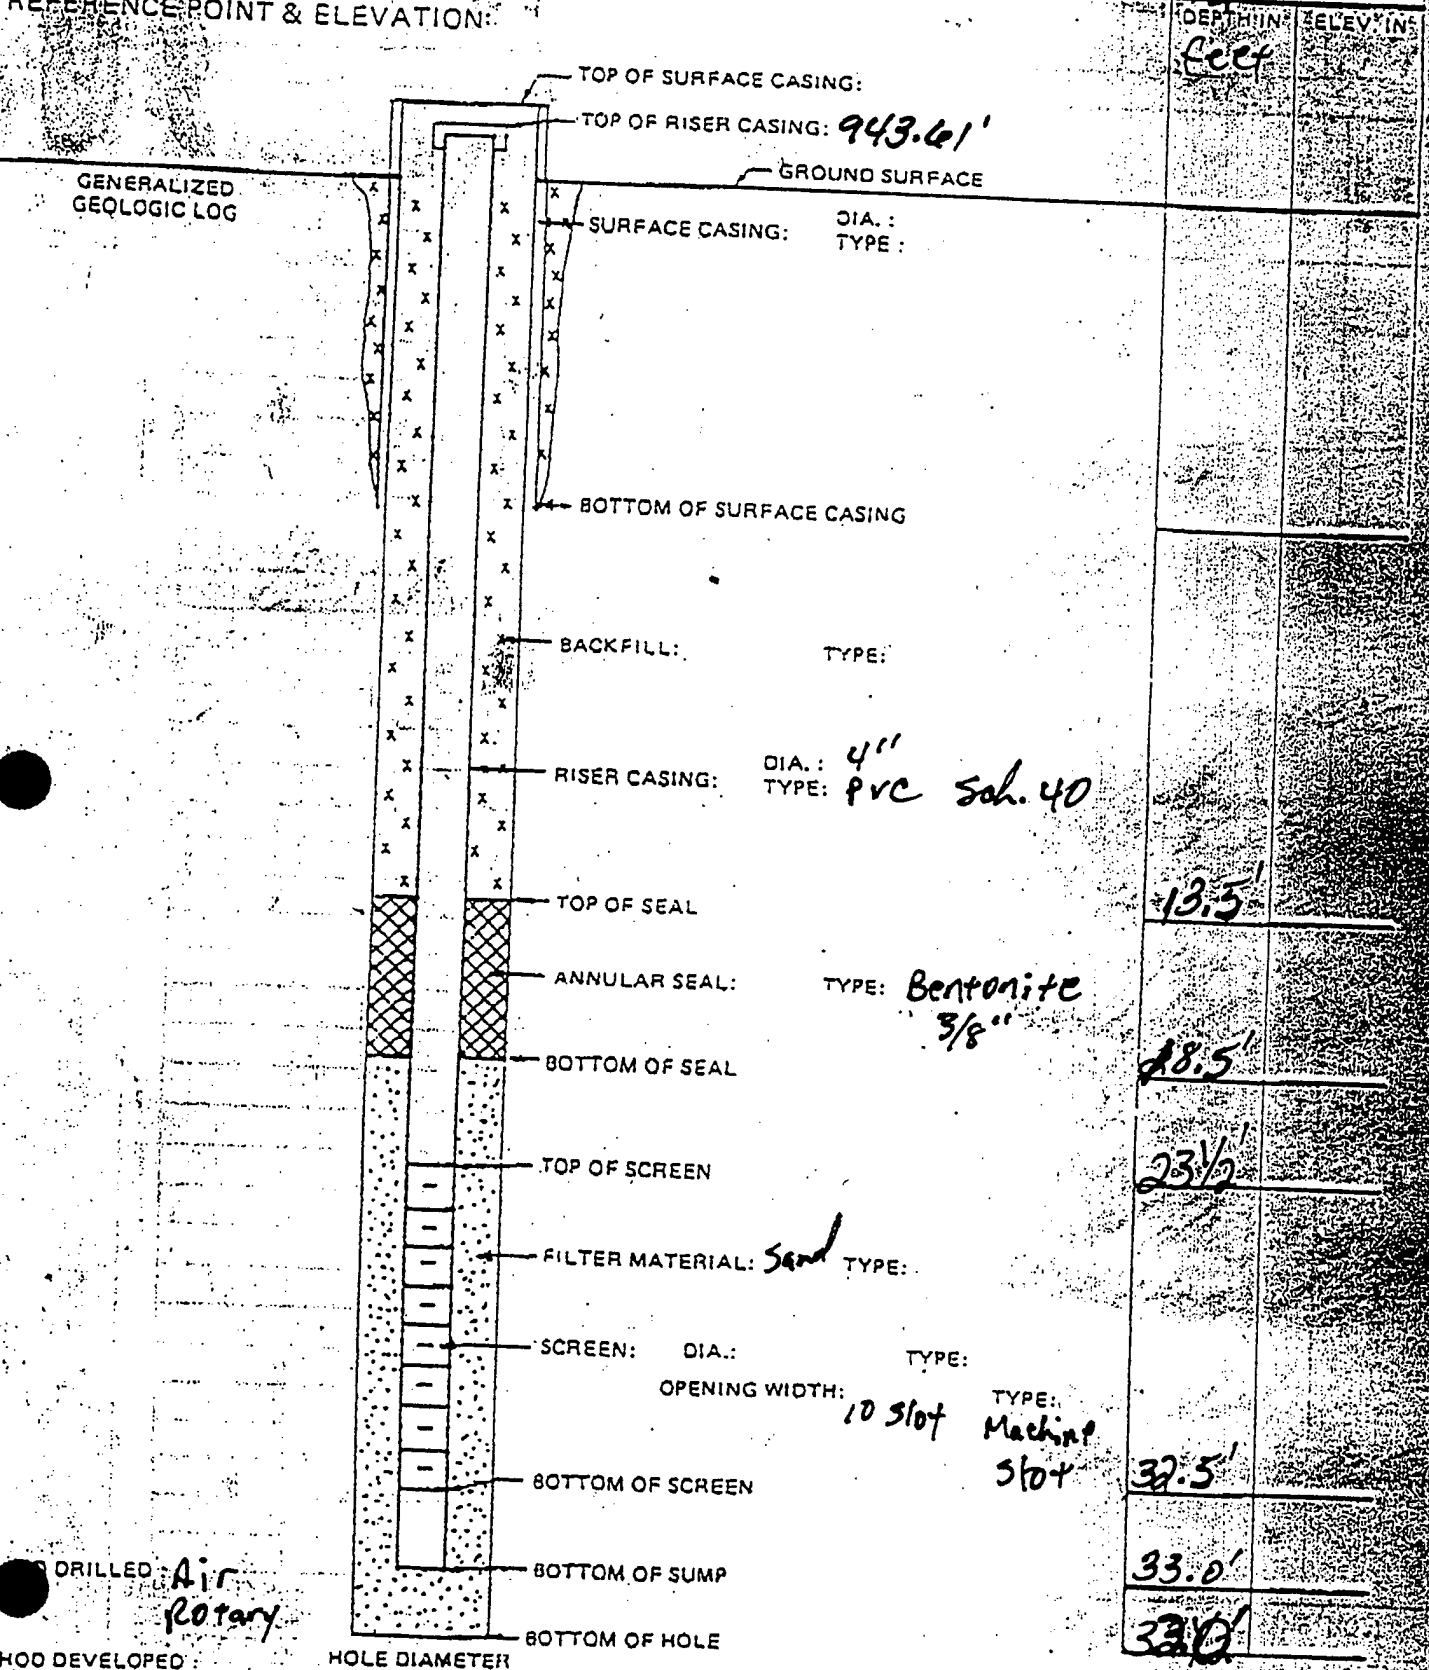 REFERENCE POINT & ELEVATION:
DEPTH IN ELEV. IN
feet
TOP OF SURFACE CASING:
TOP OF RISER CASING: 943.61'
GROUND SURFACE
GENERALIZED
GEOLOGIC LOG
SURFACE CASING: DIA.:
TYPE:
BOTTOM OF SURFACE CASING
BACKFILL: TYPE:
RISER CASING: DIA.: 4"
TYPE: PVC Sch. 40
TOP OF SEAL 13.5'
ANNULAR SEAL: TYPE: Bentonite
3/8"
BOTTOM OF SEAL 18.5'
TOP OF SCREEN 23 1/2'
FILTER MATERIAL: Sand TYPE:
SCREEN: DIA.: TYPE:
OPENING WIDTH: 10 Slot TYPE: Machine
Slot
BOTTOM OF SCREEN 32.5'
DRILLED: Air
Rotary
BOTTOM OF SUMP 33.0'
BOTTOM OF HOLE
HOD DEVELOPED: HOLE DIAMETER